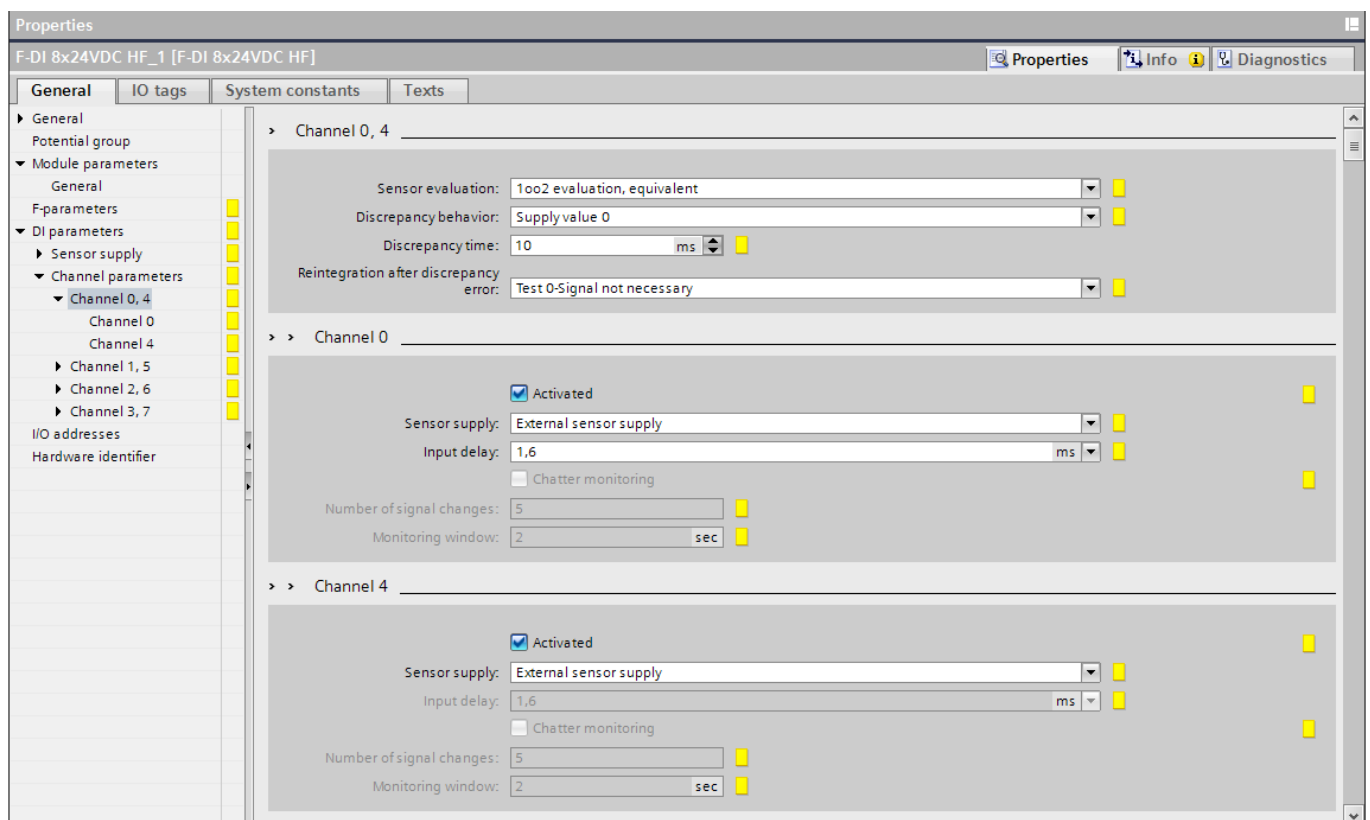 Properties
F-DI 8x24VDC HF_1 [F-DI 8x24VDC HF]
Properties
Info
Diagnostics
General
IO tags
System constants
Texts
General
Potential group
Module parameters
General
F-parameters
DI parameters
Sensor supply
Channel parameters
Channel 0, 4
Channel 0
Channel 4
Channel 1, 5
Channel 2, 6
Channel 3, 7
I/O addresses
Hardware identifier
Channel 0, 4
Sensor evaluation: 1oo2 evaluation, equivalent
Discrepancy behavior: Supply value 0
Discrepancy time: 10 ms
Reintegration after discrepancy
error: Test 0-Signal not necessary
Channel 0
Activated
Sensor supply: External sensor supply
Input delay: 1,6 ms
Chatter monitoring
Number of signal changes: 5
Monitoring window: 2 sec
Channel 4
Activated
Sensor supply: External sensor supply
Input delay: 1,6 ms
Chatter monitoring
Number of signal changes: 5
Monitoring window: 2 sec